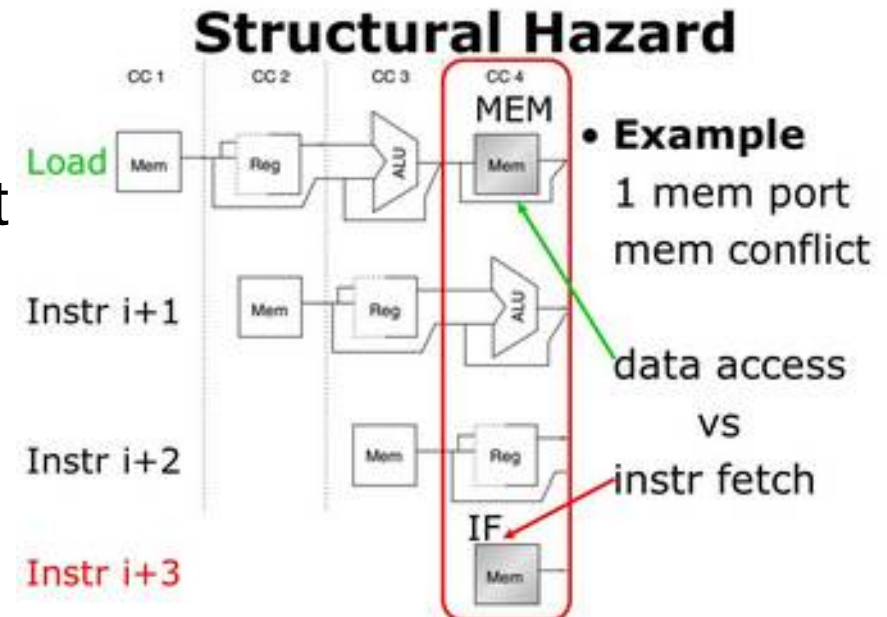 Structural Hazard
CC 1 CC 2 CC 3 CC 4
MEM
Load Mem Reg ALU Mem
• Example
1 mem port
mem conflict
t
Instr i+1 Mem Reg ALU
data access
vs
instr fetch
Instr i+2 Mem Reg
IF
Instr i+3 Mem